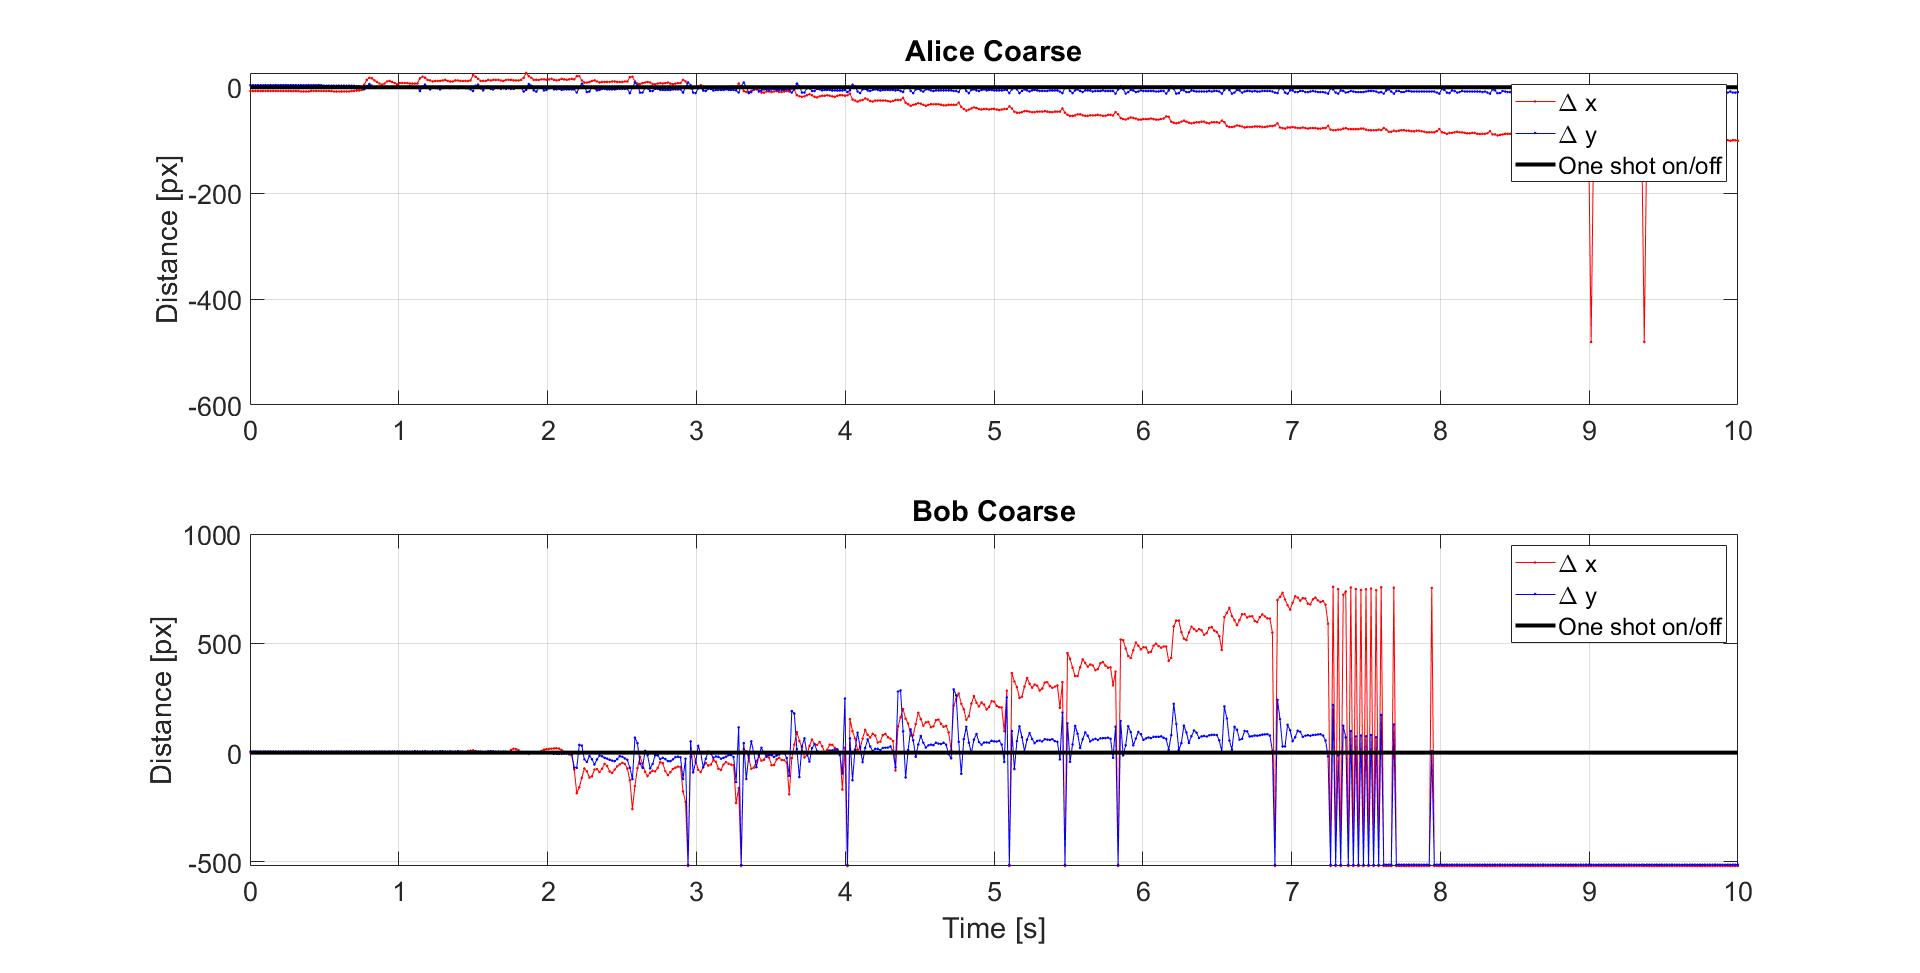 Alice Coarse
Distance [px]
0
-200
-400
-600
0 1 2 3 4 5 6 7 8 9 10
Δ x
Δ y
One shot on/off
Bob Coarse
Distance [px]
1000
500
0
-500
0 1 2 3 4 5 6 7 8 9 10
Δ x
Δ y
One shot on/off
Time [s]